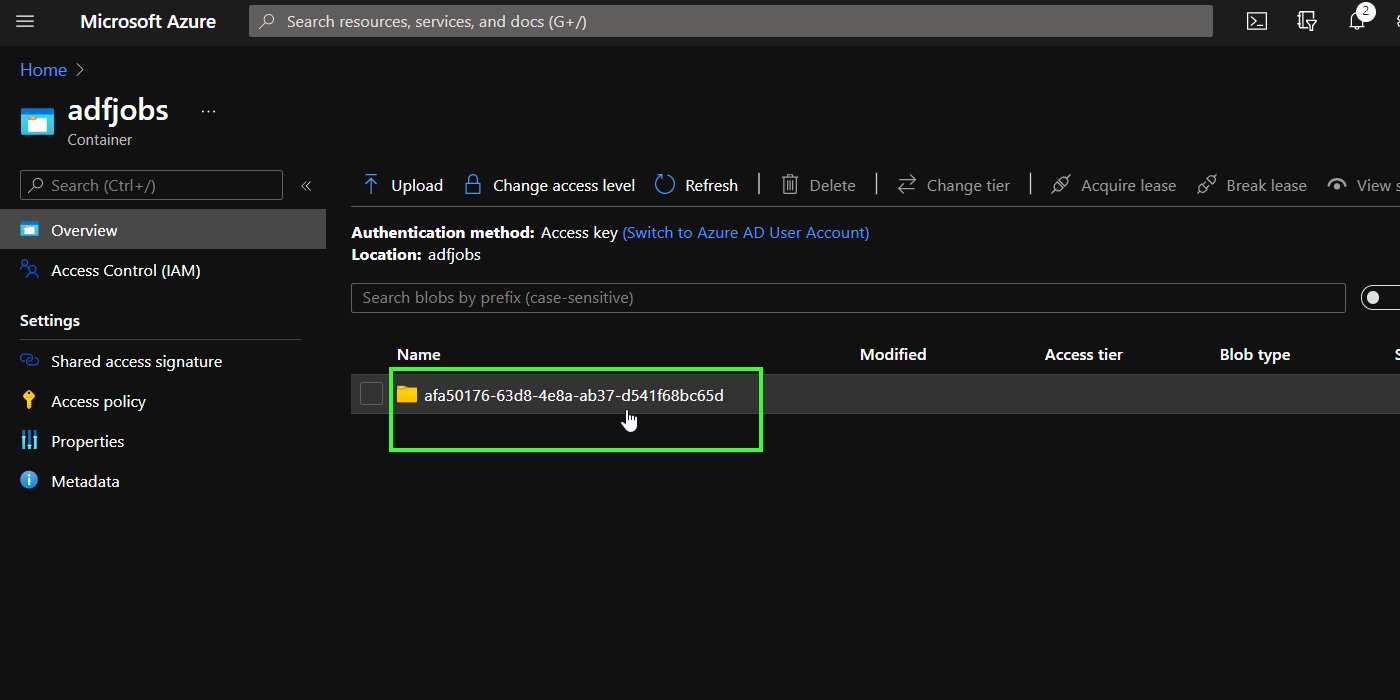 Microsoft Azure
Search resources, services, and docs (G+/)
2
Home
adfjobs ...
Container
Search (Ctrl+/)
Overview
Access Control (IAM)
Settings
Shared access signature
Access policy
Properties
Metadata
Upload Change access level Refresh Delete Change tier Acquire lease Break lease View
Authentication method: Access key (Switch to Azure AD User Account)
Location: adfjobs
Search blobs by prefix (case-sensitive)
Name Modified Access tier Blob type
afa50176-63d8-4e8a-ab37-d541f68bc65d